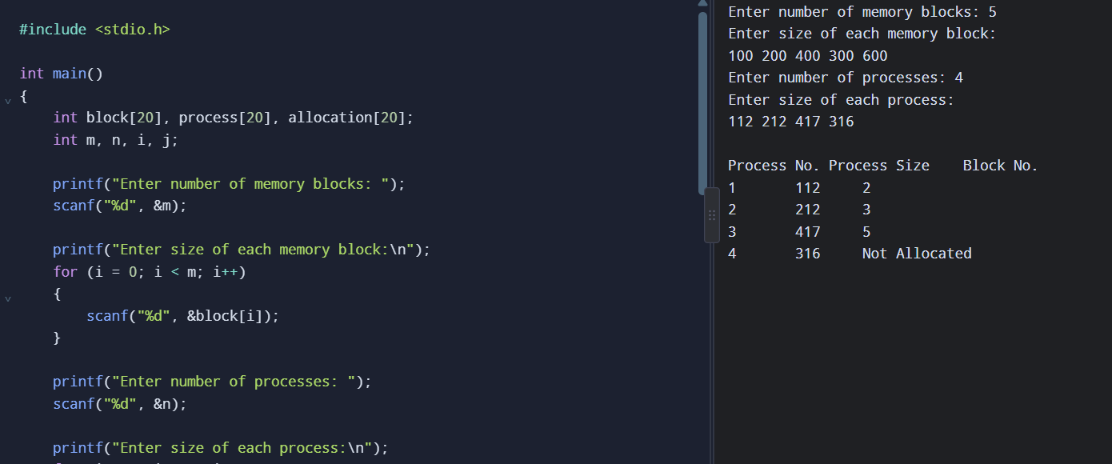 #include <stdio.h>
int main()
{
    int block[20], process[20], allocation[20];
    int m, n, i, j;
    printf("Enter number of memory blocks: ");
    scanf("%d", &m);
    printf("Enter size of each memory block:\n");
    for (i = 0; i < m; i++)
    {
        scanf("%d", &block[i]);
    }
    printf("Enter number of processes: ");
    scanf("%d", &n);
    printf("Enter size of each process:\n");
Enter number of memory blocks: 5
Enter size of each memory block:
100 200 400 300 600
Enter number of processes: 4
Enter size of each process:
112 212 417 316
Process No. Process Size    Block No.
1       112     2
2       212     3
3       417     5
4       316     Not Allocated